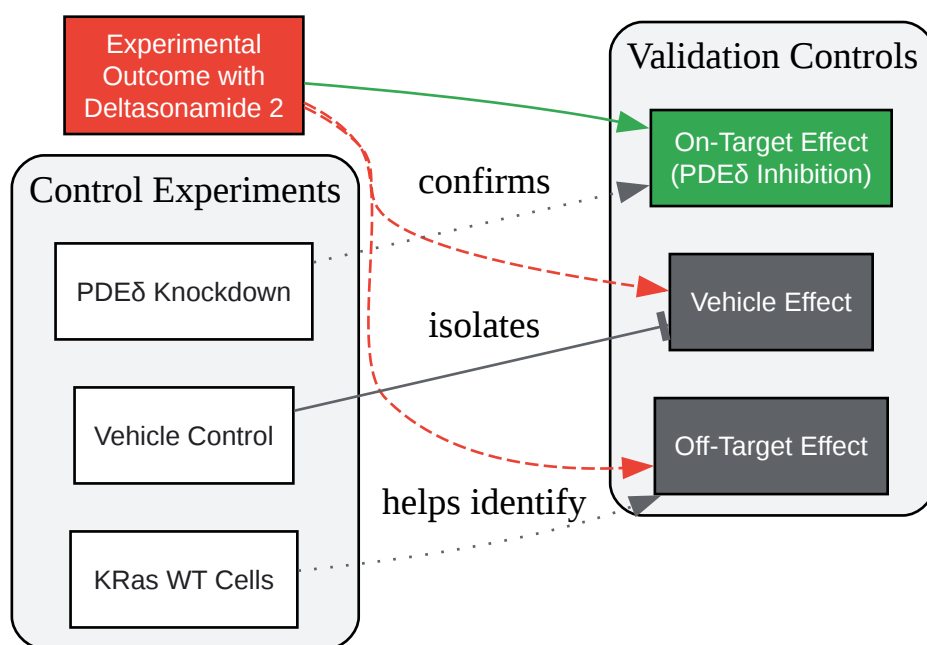 Experimental
Outcome with
Deltasonamide 2
Validation Controls
On-Target Effect
(PDEδ Inhibition)
Control Experiments
confirms
PDEδ Knockdown
Vehicle Effect
isolates
Vehicle Control
Off-Target Effect
helps identify
KRas WT Cells